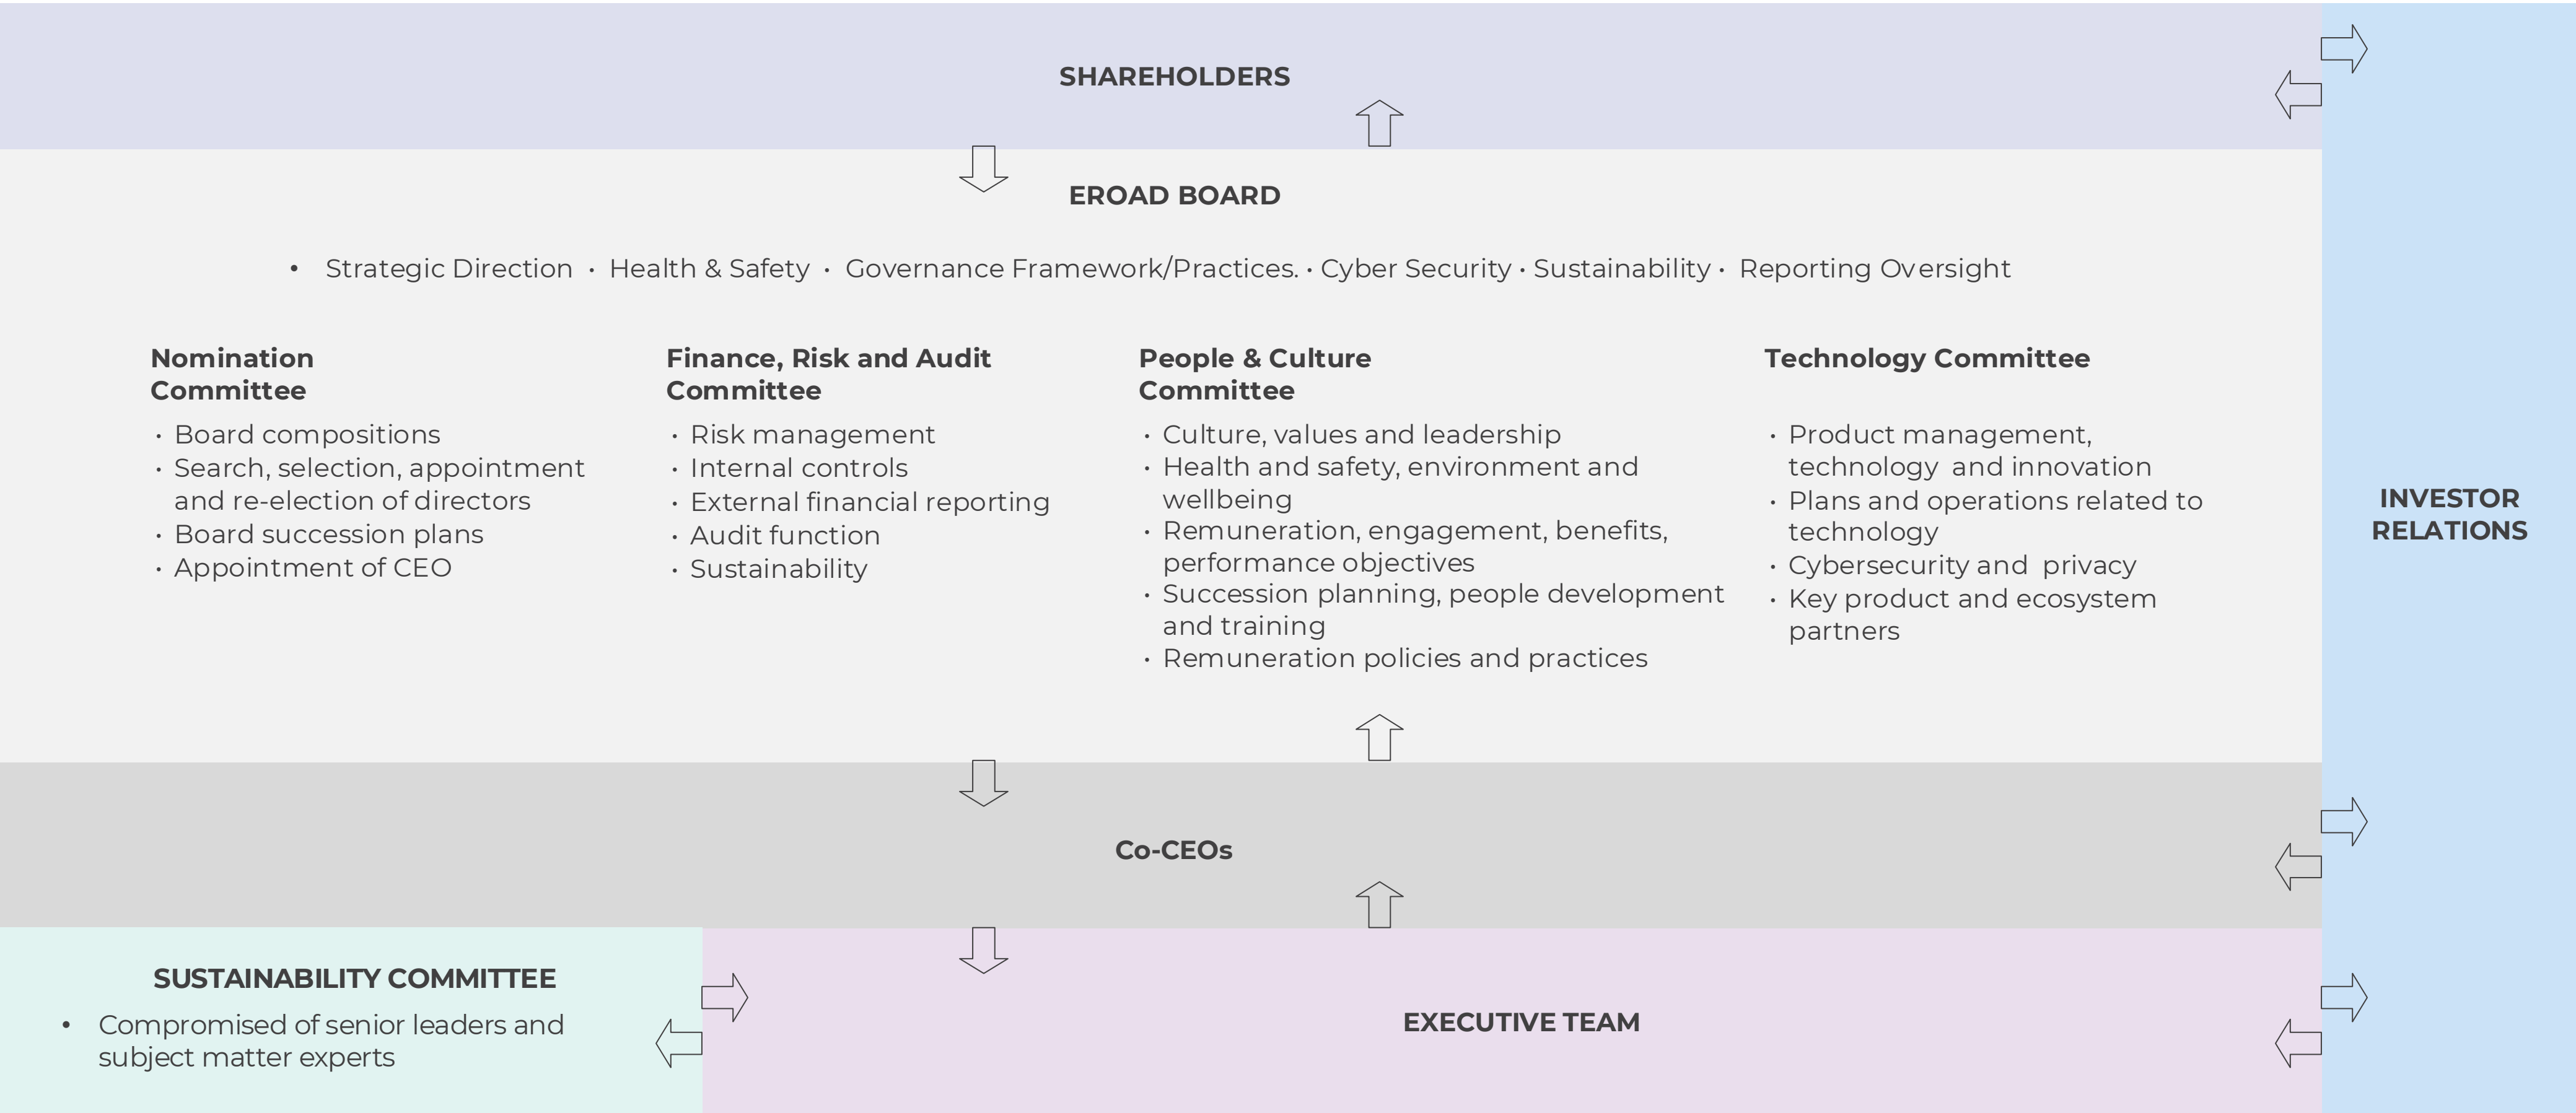 SHAREHOLDERS
EROAD BOARD
• Strategic Direction · Health & Safety · Governance Framework/Practices. · Cyber Security · Sustainability · Reporting Oversight
Nomination
Committee
· Board compositions
· Search, selection, appointment
and re-election of directors
· Board succession plans
· Appointment of CEO
Finance, Risk and Audit
Committee
· Risk management
· Internal controls
· External financial reporting
· Audit function
· Sustainability
People & Culture
Committee
· Culture, values and leadership
· Health and safety, environment and
wellbeing
· Remuneration, engagement, benefits,
performance objectives
· Succession planning, people development
and training
· Remuneration policies and practices
Technology Committee
· Product management,
technology and innovation
· Plans and operations related to
technology
· Cybersecurity and privacy
· Key product and ecosystem
partners
INVESTOR
RELATIONS
Co-CEOs
SUSTAINABILITY COMMITTEE
• Compromised of senior leaders and
subject matter experts
EXECUTIVE TEAM